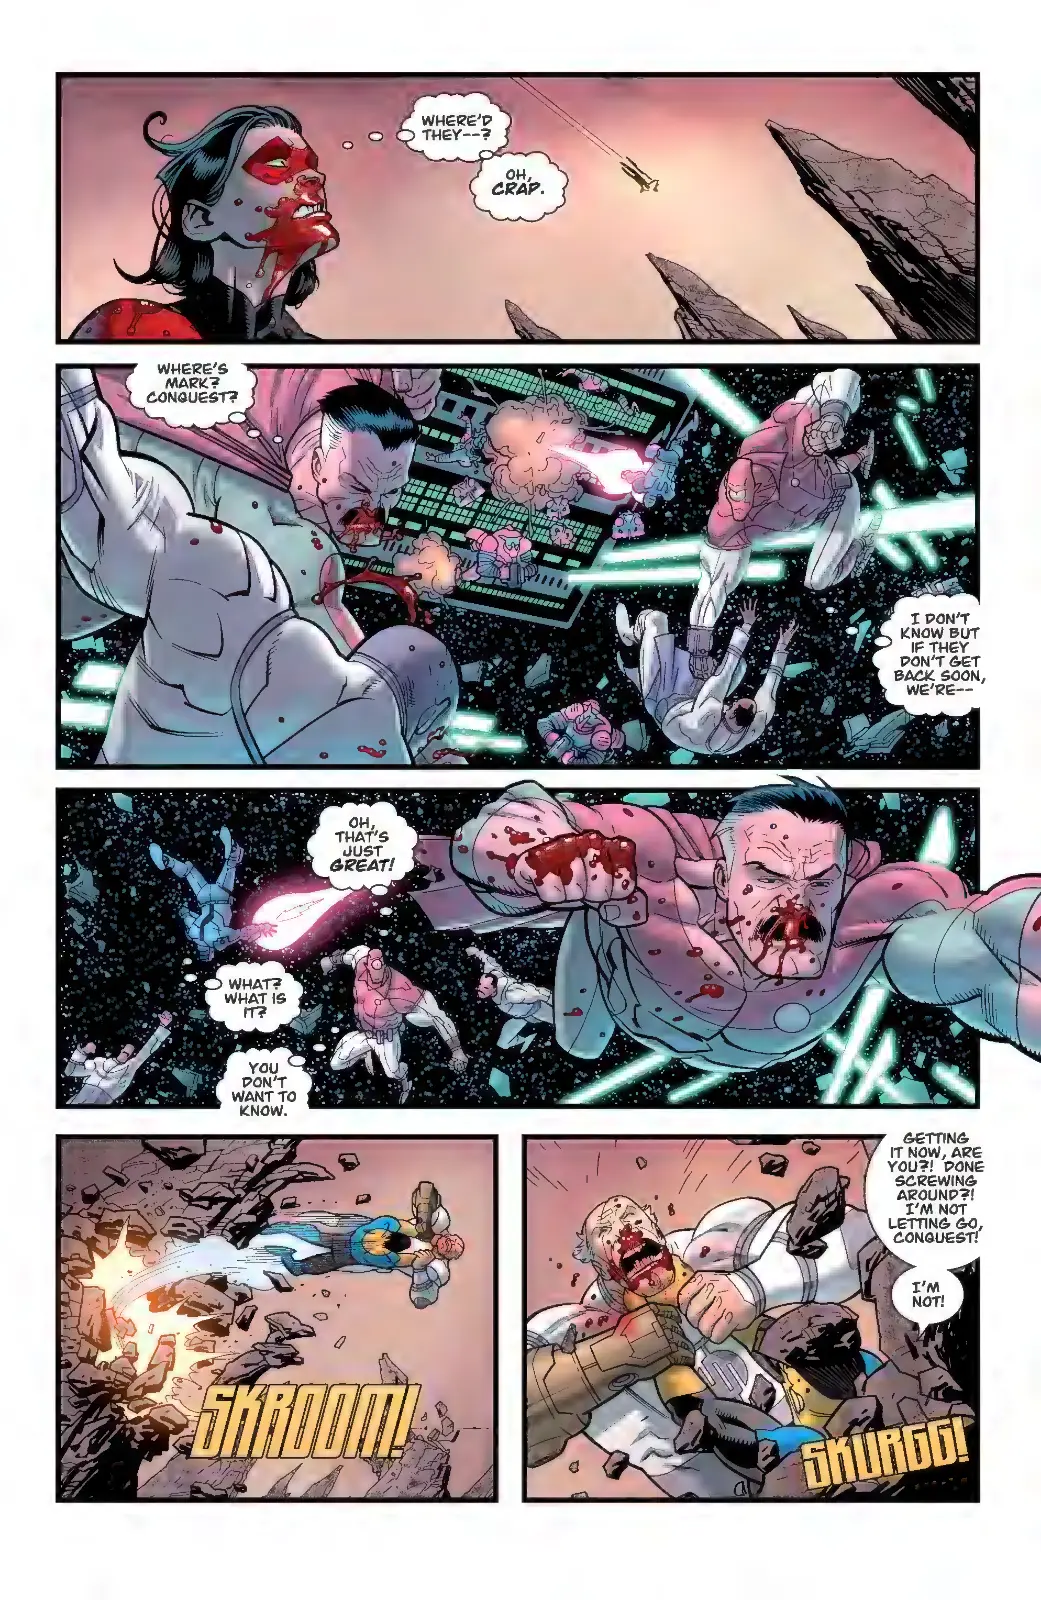 WHERE'D
THEY--?
OH,
CRAP.
WHERE'S
MARK?
CONQUEST?
I DON'T
KNOW BUT
IF THEY
DON'T GET
BACK SOON,
WE'RE--
OH,
THAT'S
JUST
GREAT!
WHAT?
WHAT IS
IT?
YOU
DON'T
WANT TO
KNOW.
SKROOM!
GETTING
IT NOW, ARE
YOU?! DONE
SCREWING
AROUND?!
I'M NOT
LETTING GO,
CONQUEST!
I'M
NOT!
SKURGG!